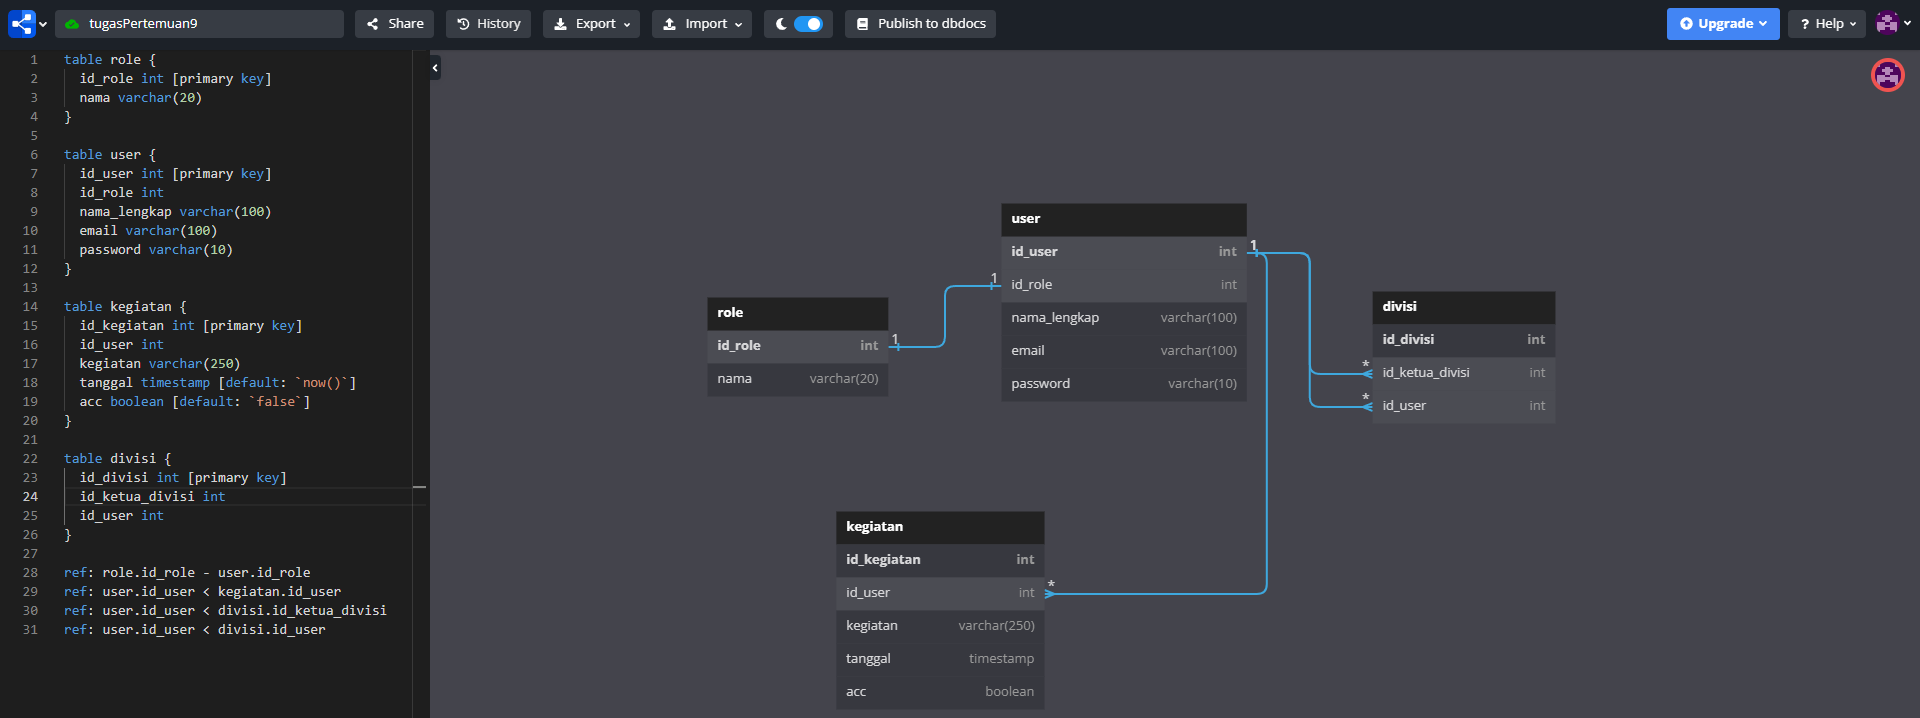 tugasPertemuan9 Share History Export Import Publish to dbdocs Upgrade ? Help
1 table role {
2 id_role int [primary key]
3 nama varchar(20)
4 }
5
6 table user {
7 id_user int [primary key]
8 id_role int
9 nama_lengkap varchar(100)
10 email varchar(100)
11 password varchar(10)
12 }
13
14 table kegiatan {
15 id_kegiatan int [primary key]
16 id_user int
17 kegiatan varchar(250)
18 tanggal timestamp [default: `now()`]
19 acc boolean [default: `false`]
20 }
21
22 table divisi {
23 id_divisi int [primary key]
24 id_ketua_divisi int
25 id_user int
26 }
27
28 ref: role.id_role - user.id_role
29 ref: user.id_user < kegiatan.id_user
30 ref: user.id_user < divisi.id_ketua_divisi
31 ref: user.id_user < divisi.id_user
role
id_role int
nama varchar(20)
1
1
user
id_user int
id_role int
nama_lengkap varchar(100)
email varchar(100)
password varchar(10)
1
divisi
id_divisi int
* id_ketua_divisi int
* id_user int
kegiatan
id_kegiatan int
id_user int *
kegiatan varchar(250)
tanggal timestamp
acc boolean